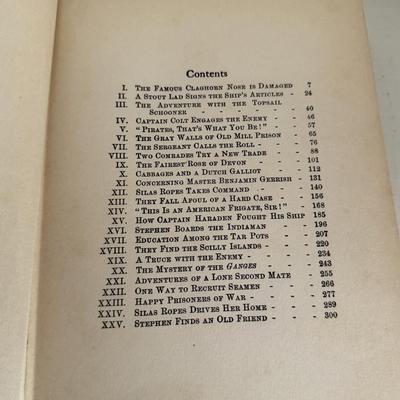 Contents
I. The Famous Claghorn Nose is Damaged 7
II. A Stout Lad Signs the Ship's Articles - 24
III. The Adventure with the Topsail
Schooner - - - - - - 40
IV. Captain Colt Engages the Enemy - 46
V. "Pirates, That's What You Be!" - - 57
VI. The Gray Walls of Old Mill Prison - 65
VII. The Sergeant Calls the Roll - - 76
VIII. Two Comrades Try a New Trade - - 88
IX. The Fairest Rose of Devon - - 101
X. Cabbages and a Dutch Galliot - - 112
XI. Concerning Master Benjamin Gerrish - 131
XII. Silas Ropes Takes Command - - - 140
XIII. They Fall Afoul of a Hard Case - - 156
XIV. "This Is an American Frigate, Sir!" - - 168
XV. How Captain Haraden Fought His Ship 185
XVI. Stephen Boards the Indiaman - - 196
XVII. Education Among the Tar Pots - - 207
XVIII. They Find the Scilly Islands - - - 220
XIX. A Truce with the Enemy - - - - 234
XX. The Mystery of the Ganges - - - 243
XXI. Adventures of a Lone Second Mate - 255
XXII. One Way to Recruit Seamen - - - 266
XXIII. Happy Prisoners of War - - - - 277
XXIV. Silas Ropes Drives Her Home - - - 289
XXV. Stephen Finds an Old Friend - - - 300